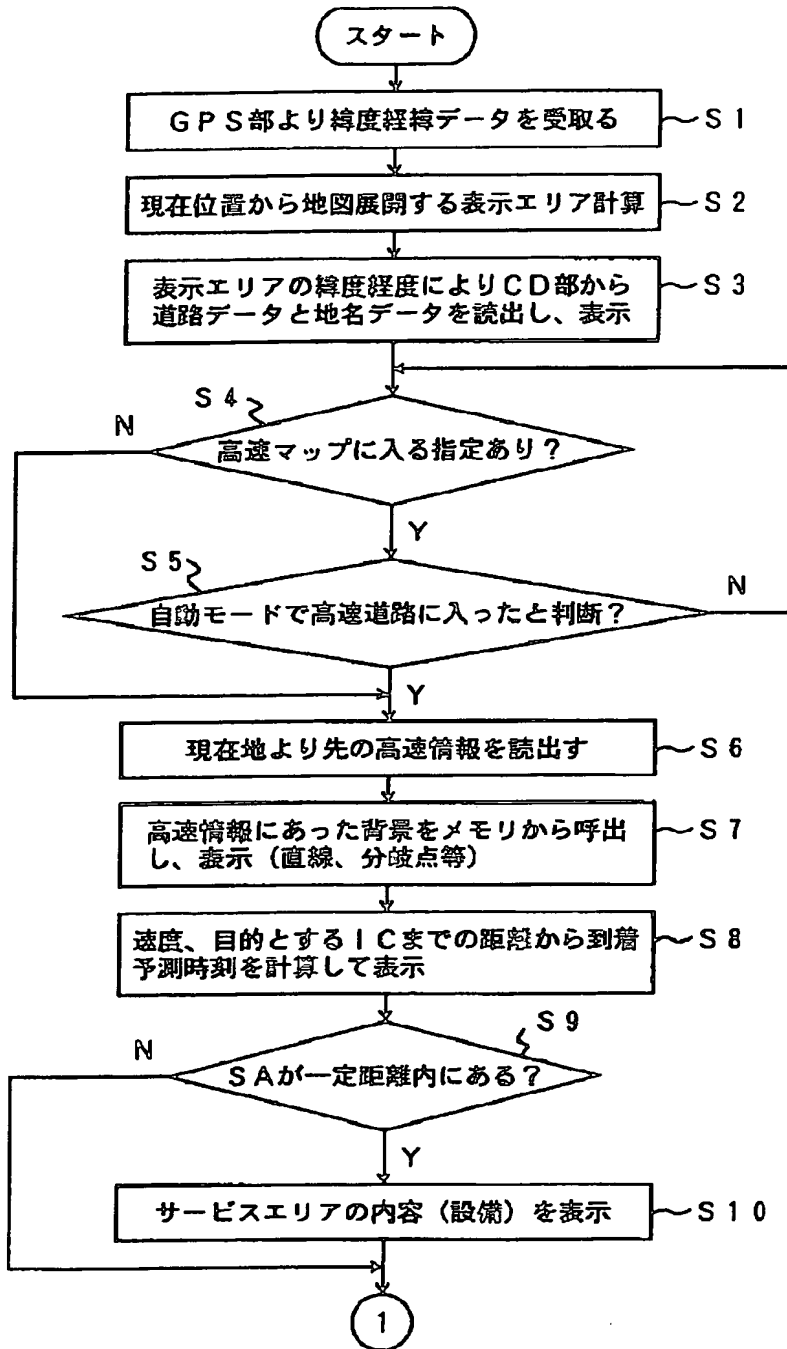 スタート
GPS部より緯度経緯データを受取る
S1
現在位置から地図展開する表示エリア計算
S2
表示エリアの緯度経度によりCD部から
道路データと地名データを読出し、表示
S3
S4
N
高速マップに入る指定あり？
Y
S5
N
自動モードで高速道路に入ったと判断？
Y
現在地より先の高速情報を読出す
S6
高速情報にあった背景をメモリから呼出
し、表示（直線、分岐点等）
S7
速度、目的とするICまでの距離から到着
予測時刻を計算して表示
S8
S9
N
SAが一定距離内にある？
Y
サービスエリアの内容（設備）を表示
S10
1